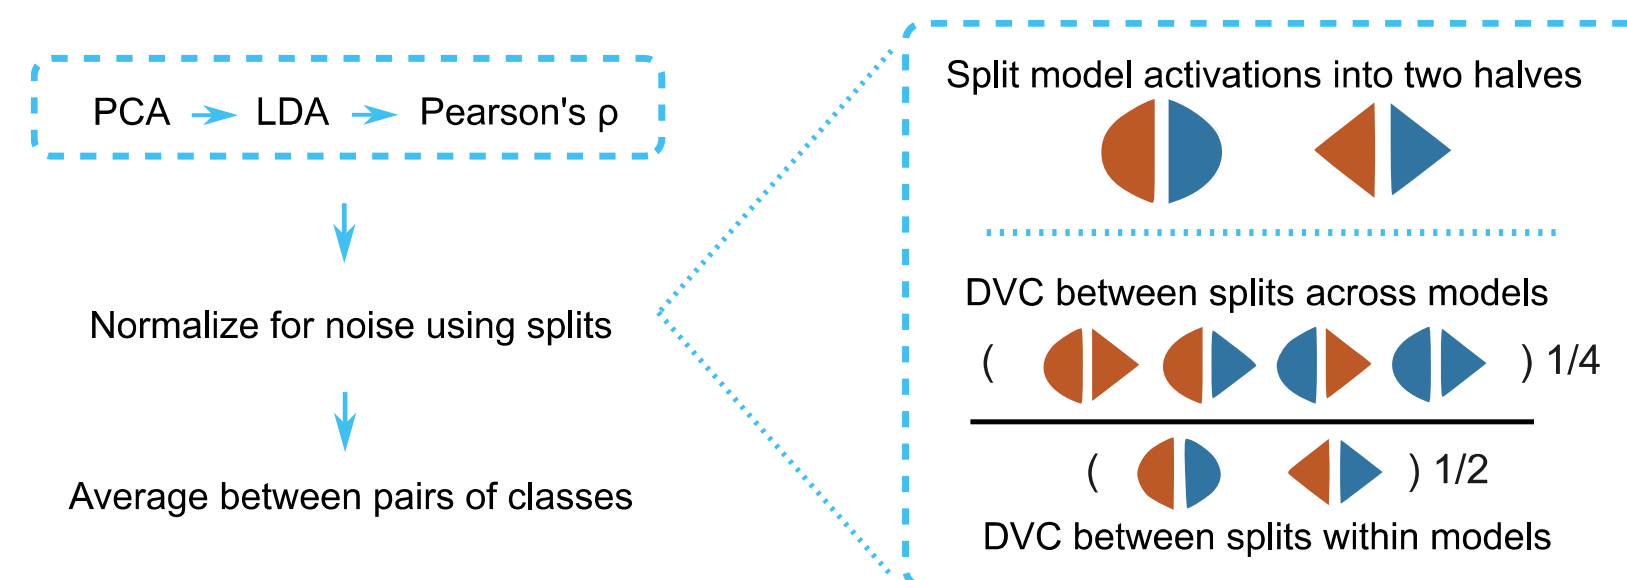 PCA LDA Pearson's ρ
Normalize for noise using splits
Average between pairs of classes
Split model activations into two halves
DVC between splits across models
( ) 1/4
( ) 1/2
DVC between splits within models